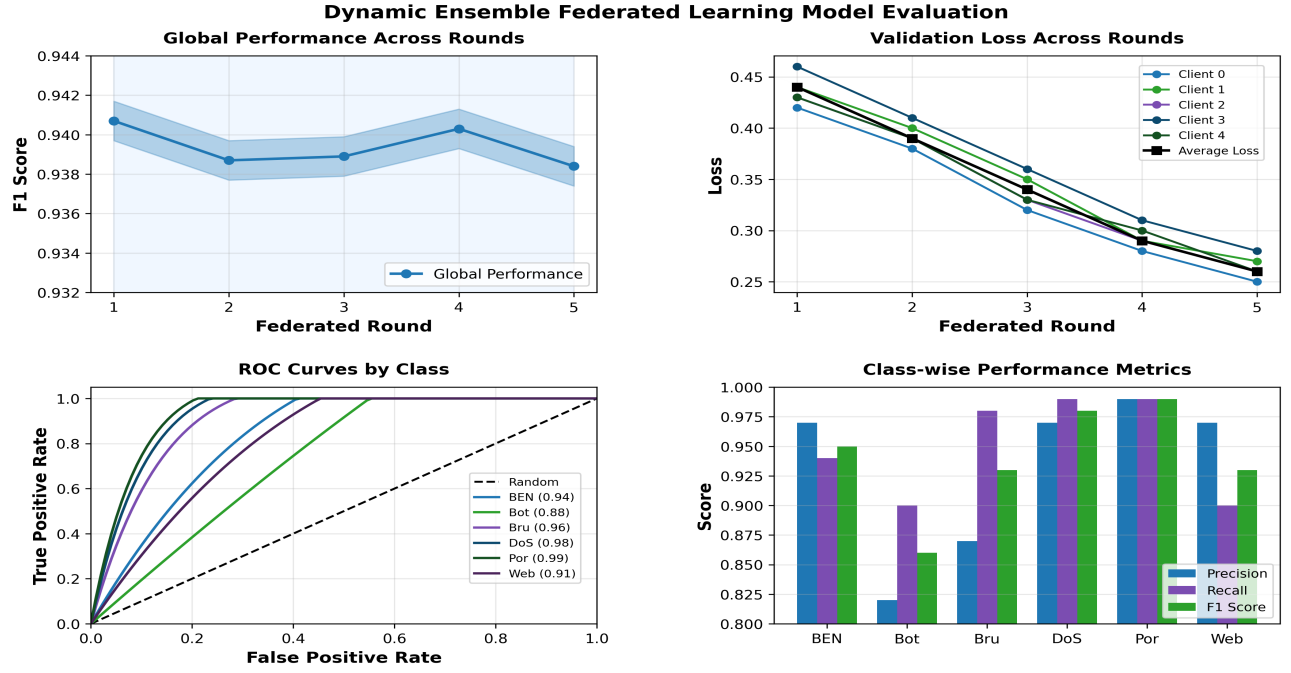 Dynamic Ensemble Federated Learning Model Evaluation
Global Performance Across Rounds
0.944
0.942
0.940
0.938
0.936
0.934
0.932
F1 Score
1 2 3 4 5
Federated Round
Global Performance
Validation Loss Across Rounds
0.45
0.40
0.35
0.30
0.25
Loss
1 2 3 4 5
Federated Round
Client 0
Client 1
Client 2
Client 3
Client 4
Average Loss
ROC Curves by Class
1.0
0.8
0.6
0.4
0.2
0.0
True Positive Rate
0.0 0.2 0.4 0.6 0.8 1.0
False Positive Rate
Random
BEN (0.94)
Bot (0.88)
Bru (0.96)
DoS (0.98)
Por (0.99)
Web (0.91)
Class-wise Performance Metrics
1.000
0.975
0.950
0.925
0.900
0.875
0.850
0.825
0.800
Score
BEN Bot Bru DoS Por Web
Precision
Recall
F1 Score